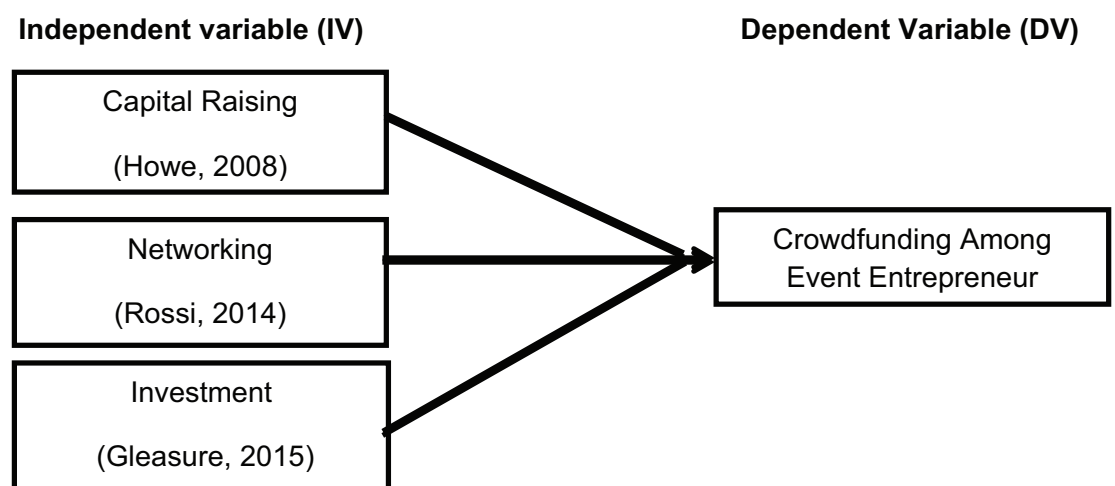 Independent variable (IV)
Dependent Variable (DV)
Capital Raising
(Howe, 2008)
Networking
(Rossi, 2014)
Investment
(Gleasure, 2015)
Crowdfunding Among
Event Entrepreneur